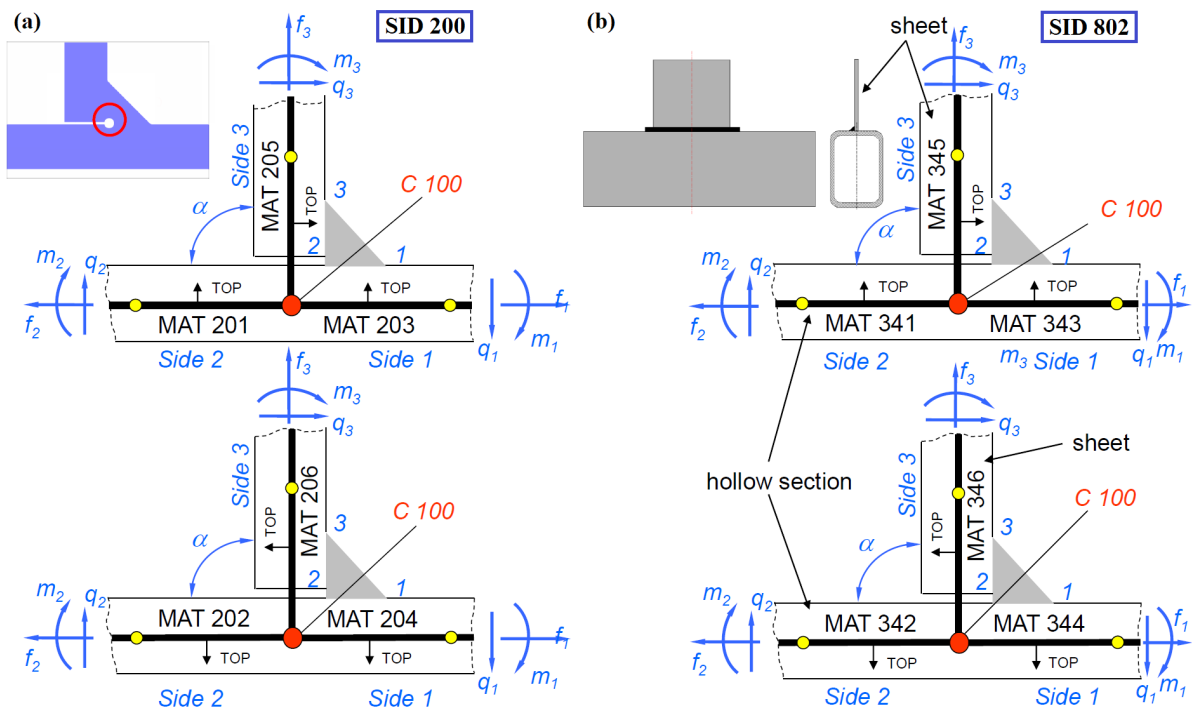 (a)
SID 200
f3
m3
q3
Side 3
MAT 205
TOP
3
C 100
α
2
1
m2
q2
TOP
TOP
f1
f2
MAT 201
MAT 203
q1
m1
Side 2
Side 1
f3
m3
q3
Side 3
MAT 206
TOP
3
C 100
α
2
1
m2
q2
MAT 202
MAT 204
f1
f2
TOP
TOP
q1
m1
Side 2
Side 1
(b)
sheet
SID 802
f3
m3
q3
Side 3
MAT 345
TOP
3
C 100
α
2
1
m2
q2
TOP
TOP
f1
f2
MAT 341
MAT 343
q1
m1
Side 2
m3
Side 1
f3
m3
q3
sheet
Side 3
MAT 346
hollow section
TOP
3
C 100
α
2
1
m2
q2
MAT 342
MAT 344
f1
f2
TOP
TOP
q1
m1
Side 2
Side 1